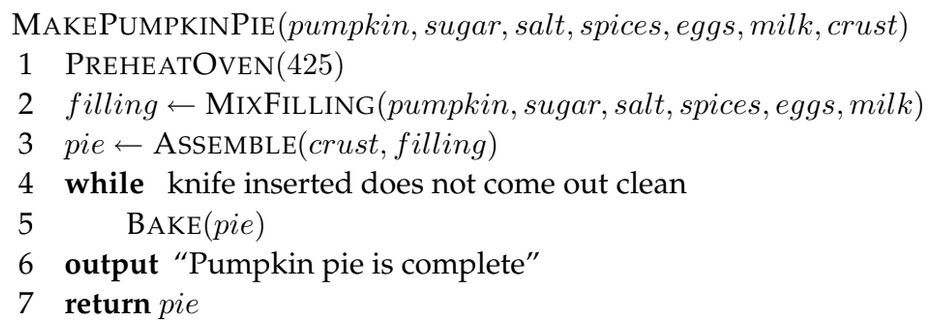 MAKEPUMPKINPIE(pumpkin, sugar, salt, spices, eggs, milk, crust)
1 PREHEATOVEN(425)
2 filling ← MIXFILLING(pumpkin, sugar, salt, spices, eggs, milk)
3 pie ← ASSEMBLE(crust, filling)
4 while knife inserted does not come out clean
5 BAKE(pie)
6 output “Pumpkin pie is complete”
7 return pie